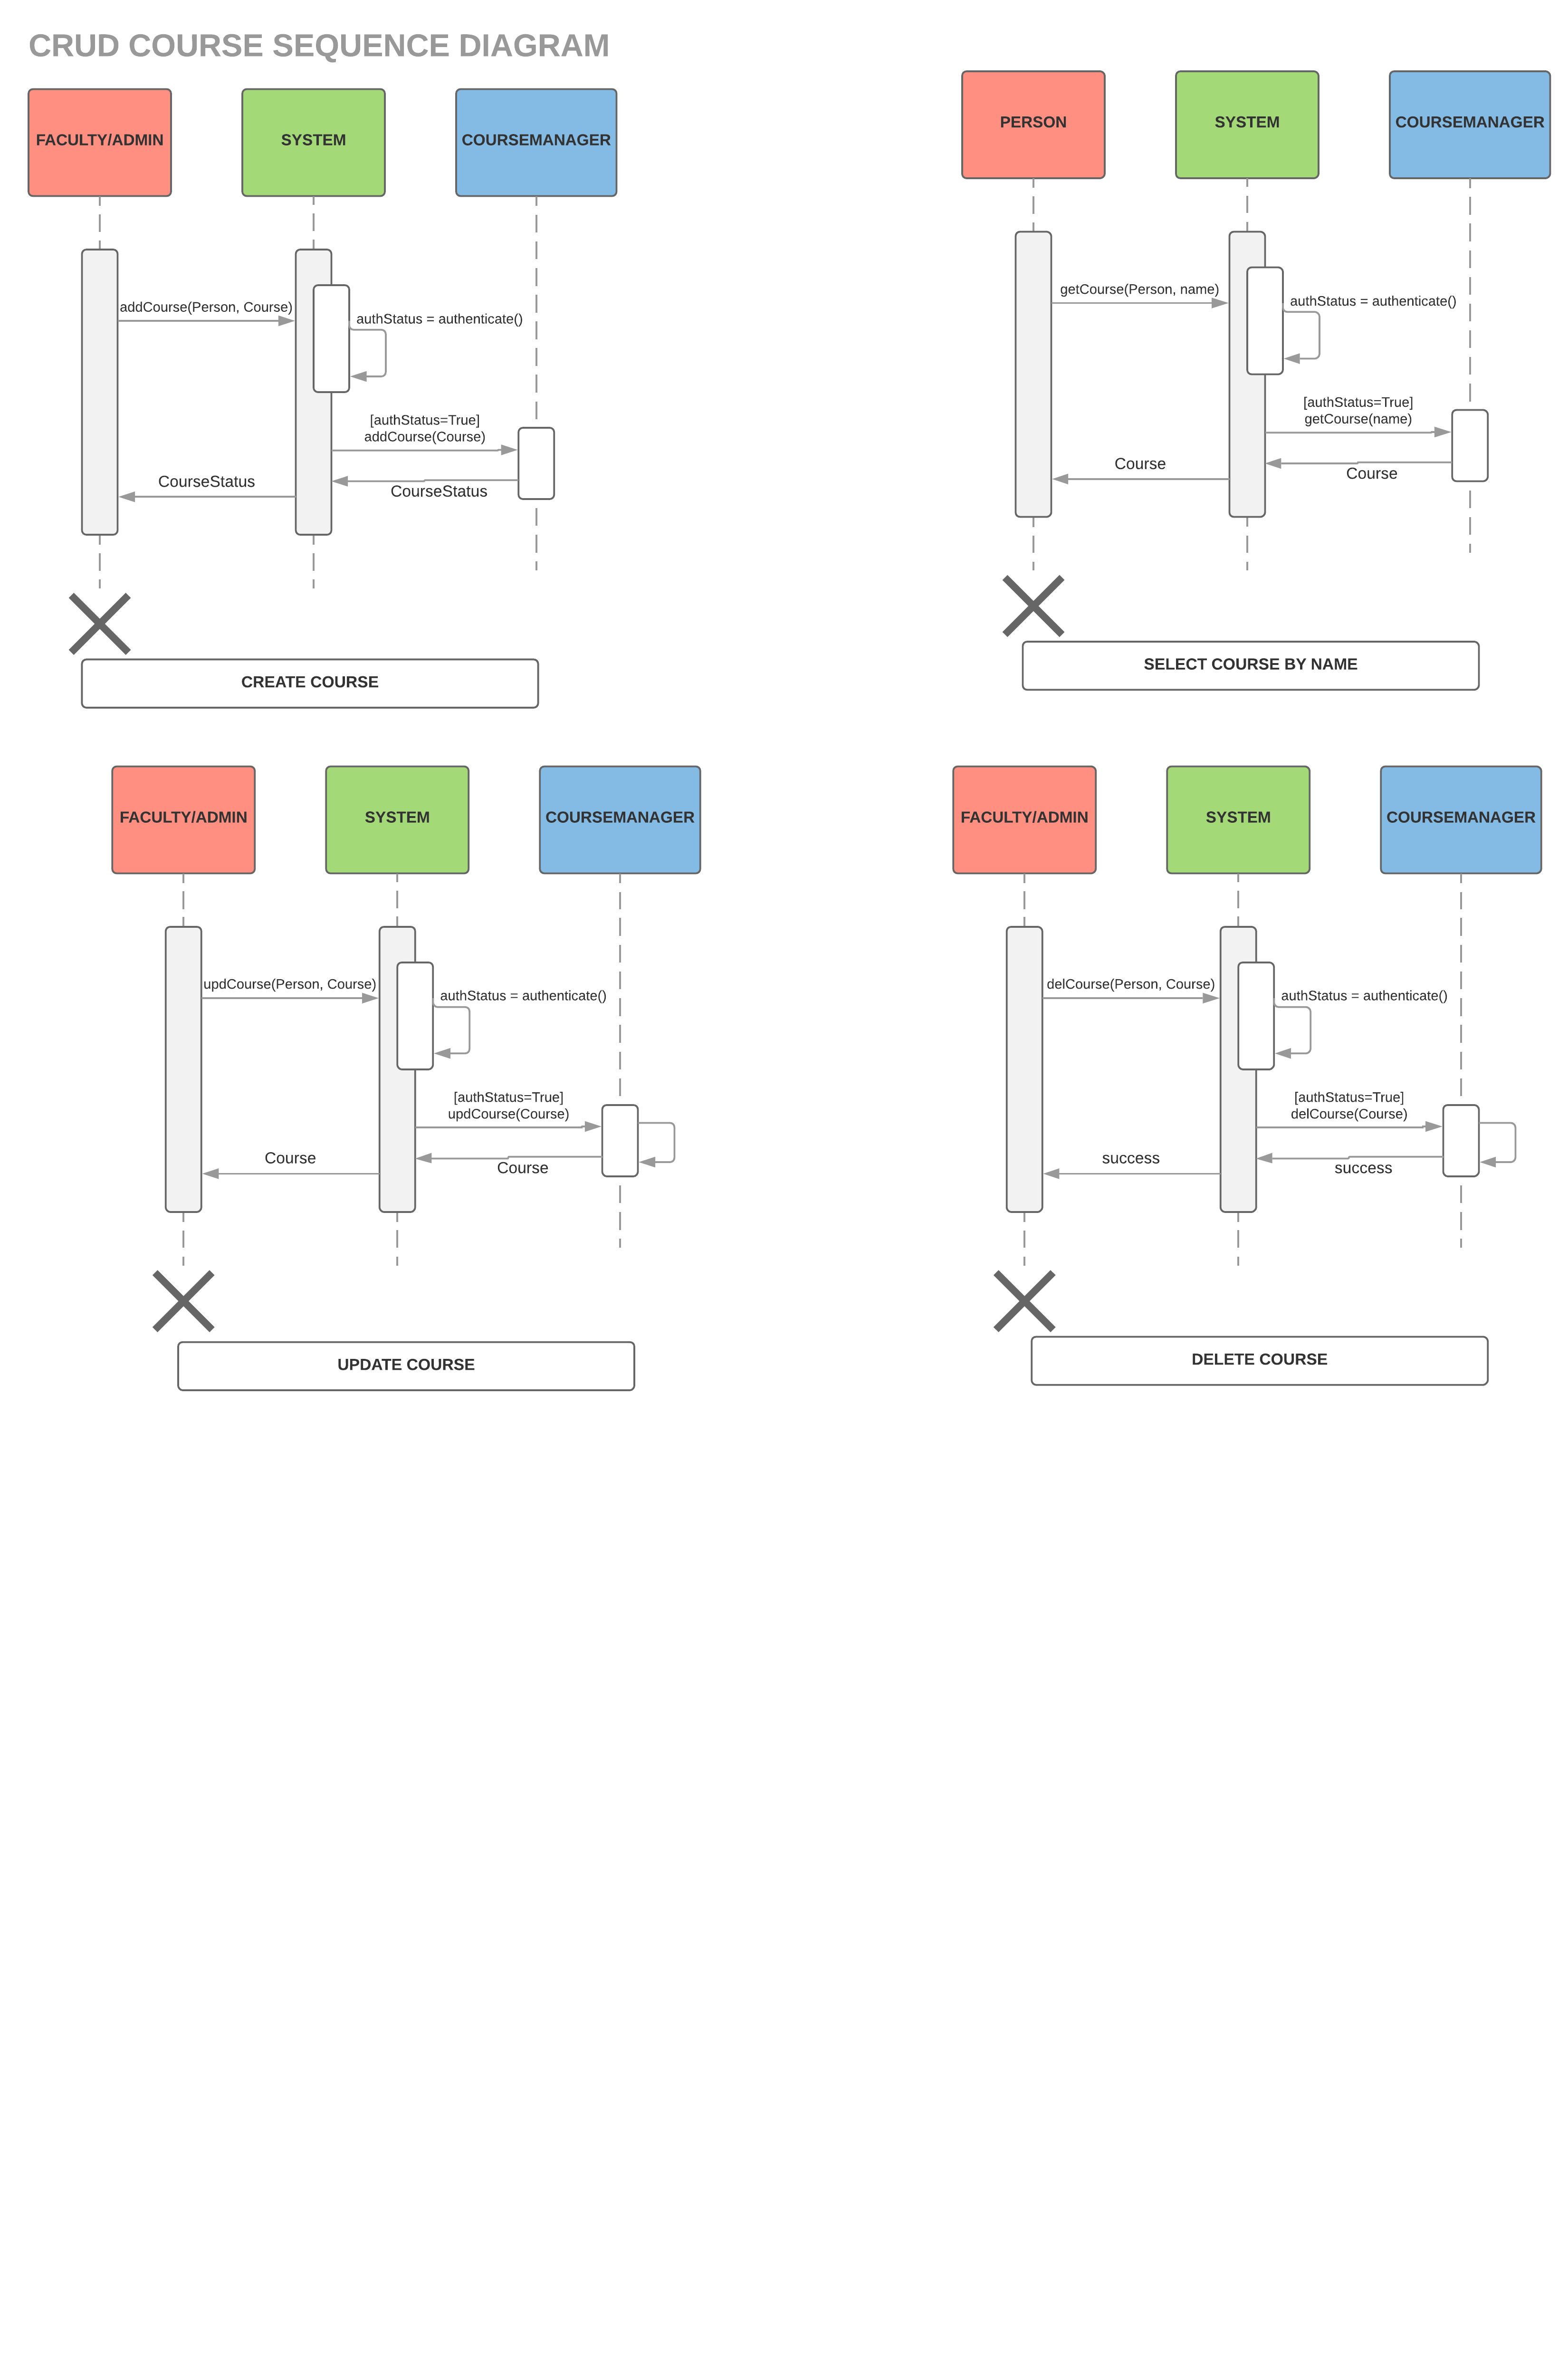 CRUD COURSE SEQUENCE DIAGRAM
FACULTY/ADMIN
SYSTEM
COURSEMANAGER
addCourse(Person, Course)
authStatus = authenticate()
[authStatus=True]
addCourse(Course)
CourseStatus
CourseStatus
CREATE COURSE
PERSON
SYSTEM
COURSEMANAGER
getCourse(Person, name)
authStatus = authenticate()
[authStatus=True]
getCourse(name)
Course
Course
SELECT COURSE BY NAME
FACULTY/ADMIN
SYSTEM
COURSEMANAGER
updCourse(Person, Course)
authStatus = authenticate()
[authStatus=True]
updCourse(Course)
Course
Course
UPDATE COURSE
FACULTY/ADMIN
SYSTEM
COURSEMANAGER
delCourse(Person, Course)
authStatus = authenticate()
[authStatus=True]
delCourse(Course)
success
success
DELETE COURSE